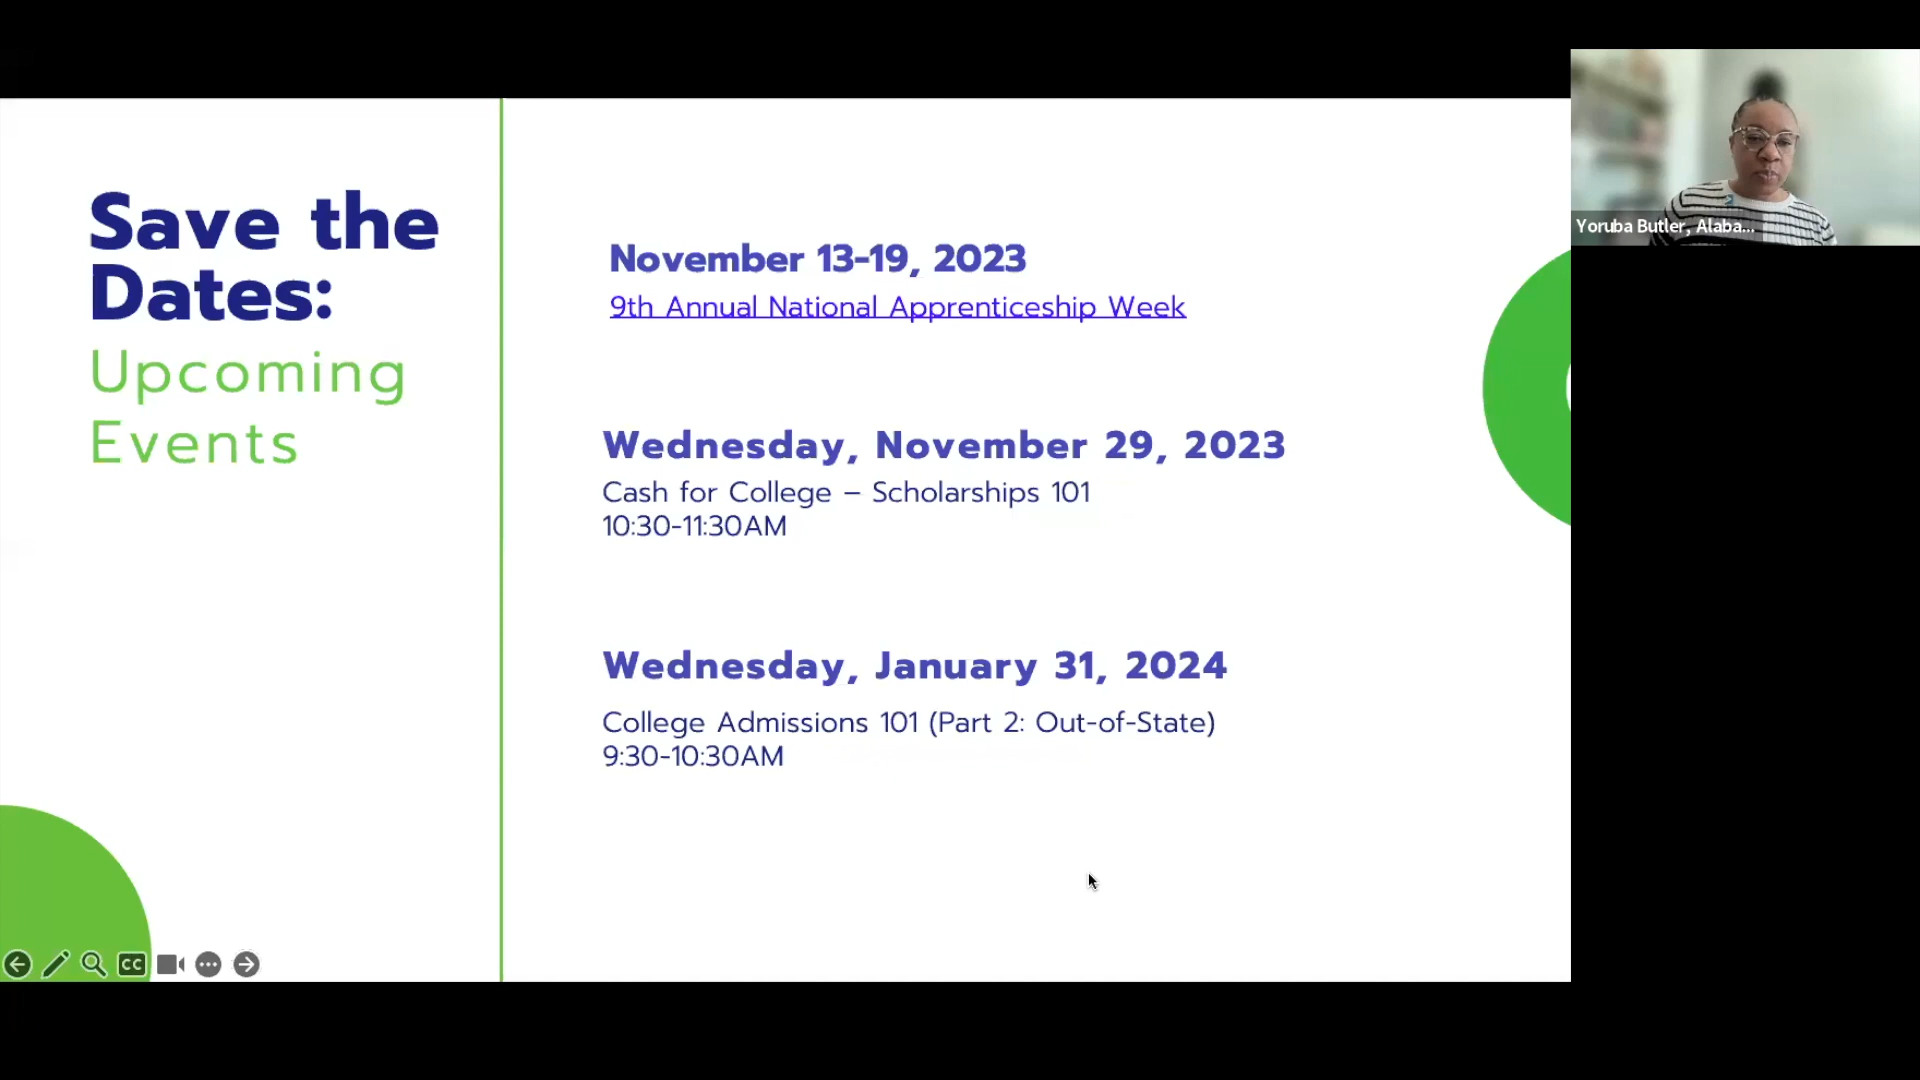 Save the
Dates:
Upcoming
Events
November 13-19, 2023
9th Annual National Apprenticeship Week
Wednesday, November 29, 2023
Cash for College – Scholarships 101
10:30-11:30AM
Wednesday, January 31, 2024
College Admissions 101 (Part 2: Out-of-State)
9:30-10:30AM
Yoruba Butler, Alaba...
CC